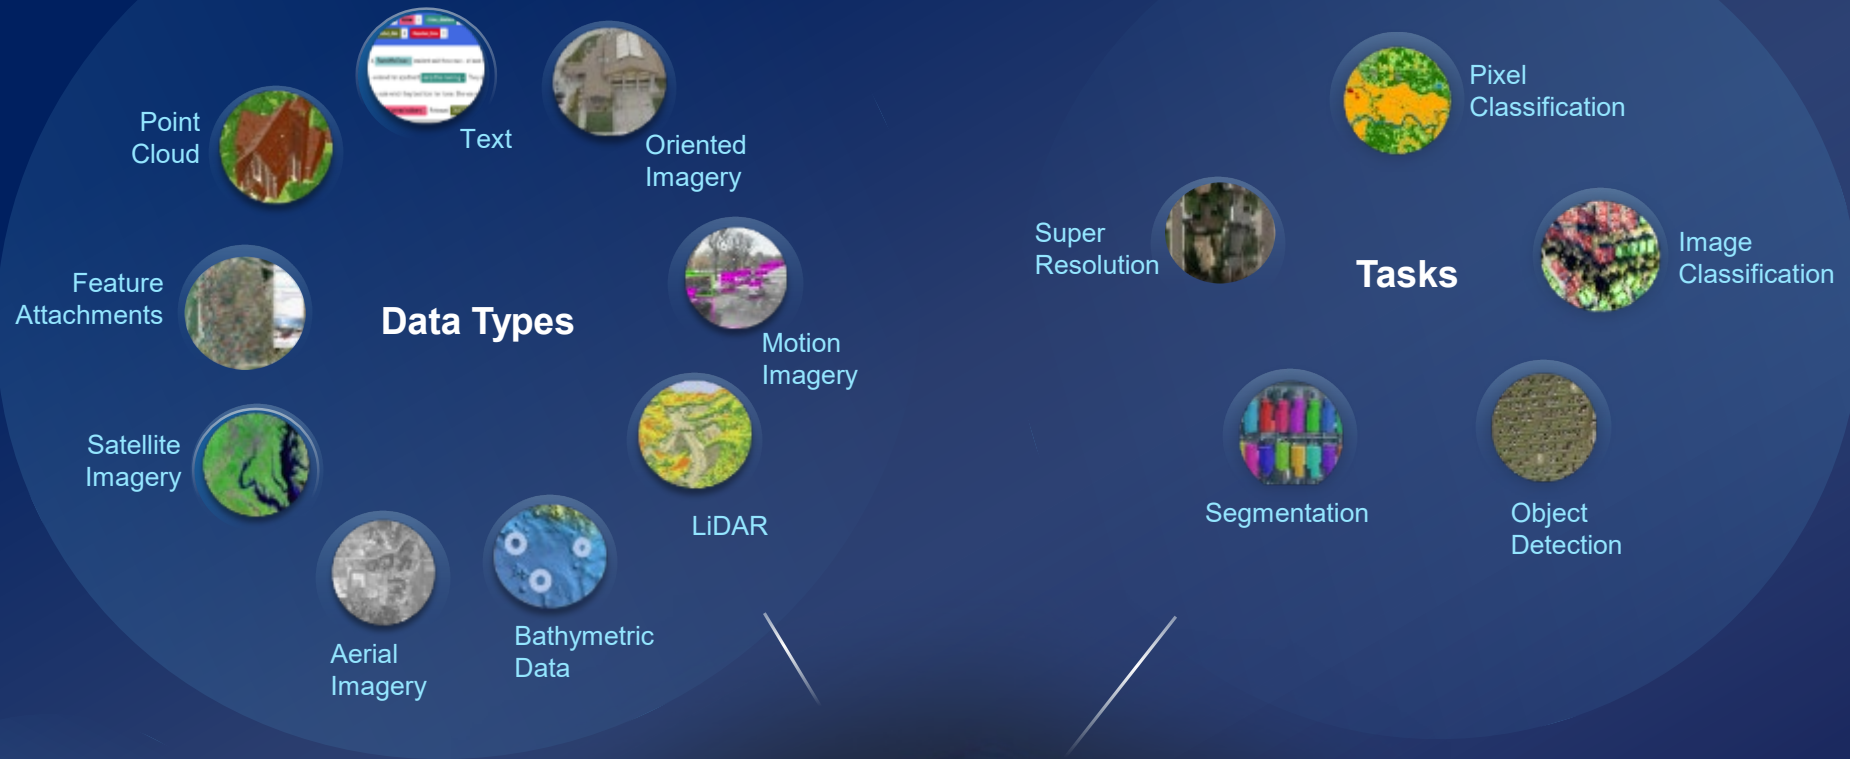 Text
Oriented
Imagery
Point
Cloud
Feature
Attachments
Data Types
Motion
Imagery
Satellite
Imagery
LiDAR
Aerial
Imagery
Bathymetric
Data
Pixel
Classification
Super
Resolution
Tasks
Image
Classification
Segmentation
Object
Detection